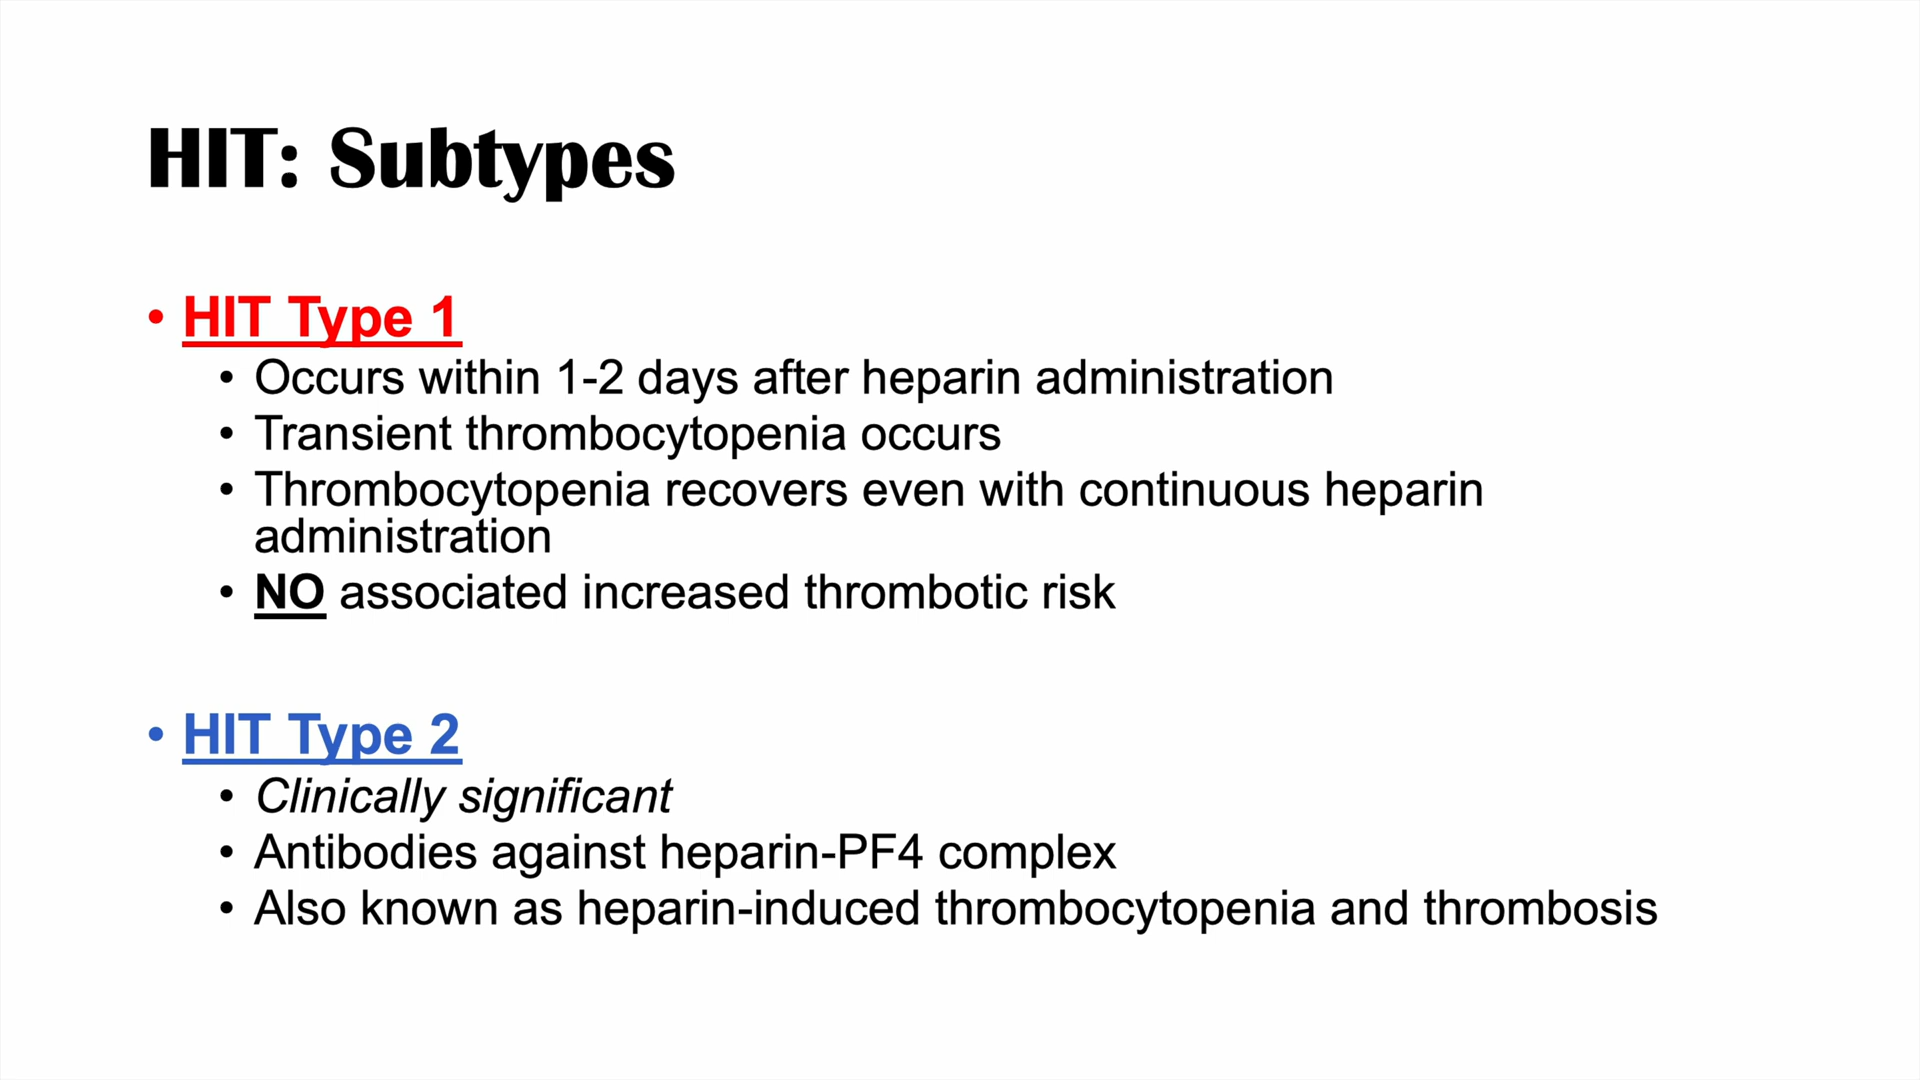 HIT: Subtypes
• HIT Type 1
• Occurs within 1-2 days after heparin administration
• Transient thrombocytopenia occurs
• Thrombocytopenia recovers even with continuous heparin
administration
• NO associated increased thrombotic risk
• HIT Type 2
• Clinically significant
• Antibodies against heparin-PF4 complex
• Also known as heparin-induced thrombocytopenia and thrombosis